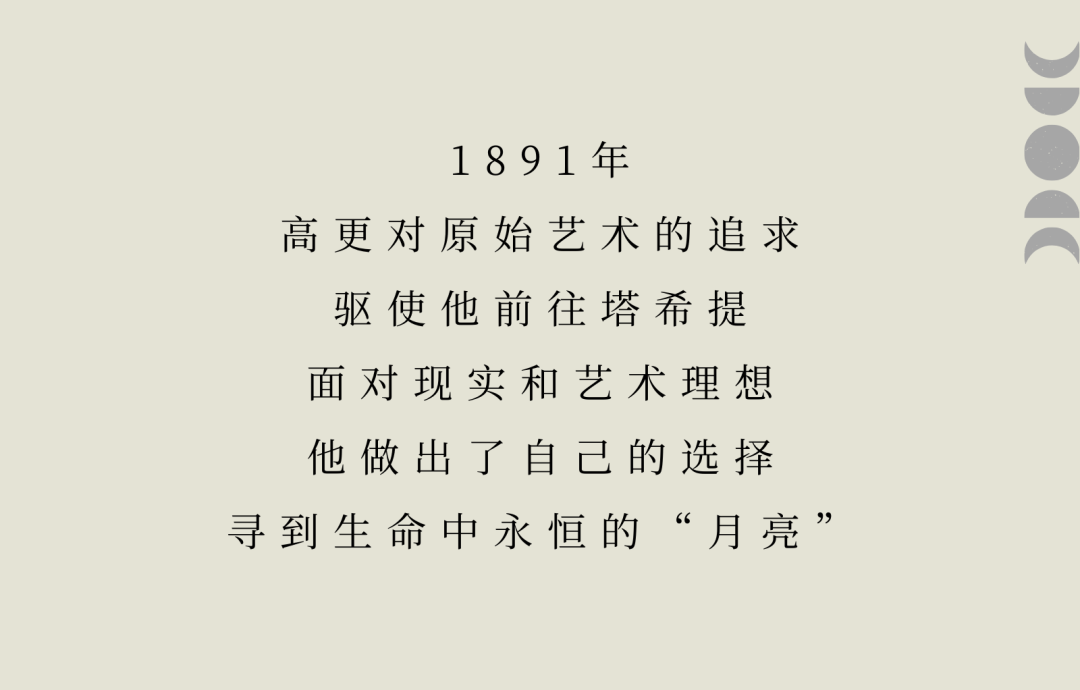 1891年
高更对原始艺术的追求
驱使他前往塔希提
面对现实和艺术理想
他做出了自己的选择
寻到生命中永恒的“月亮”